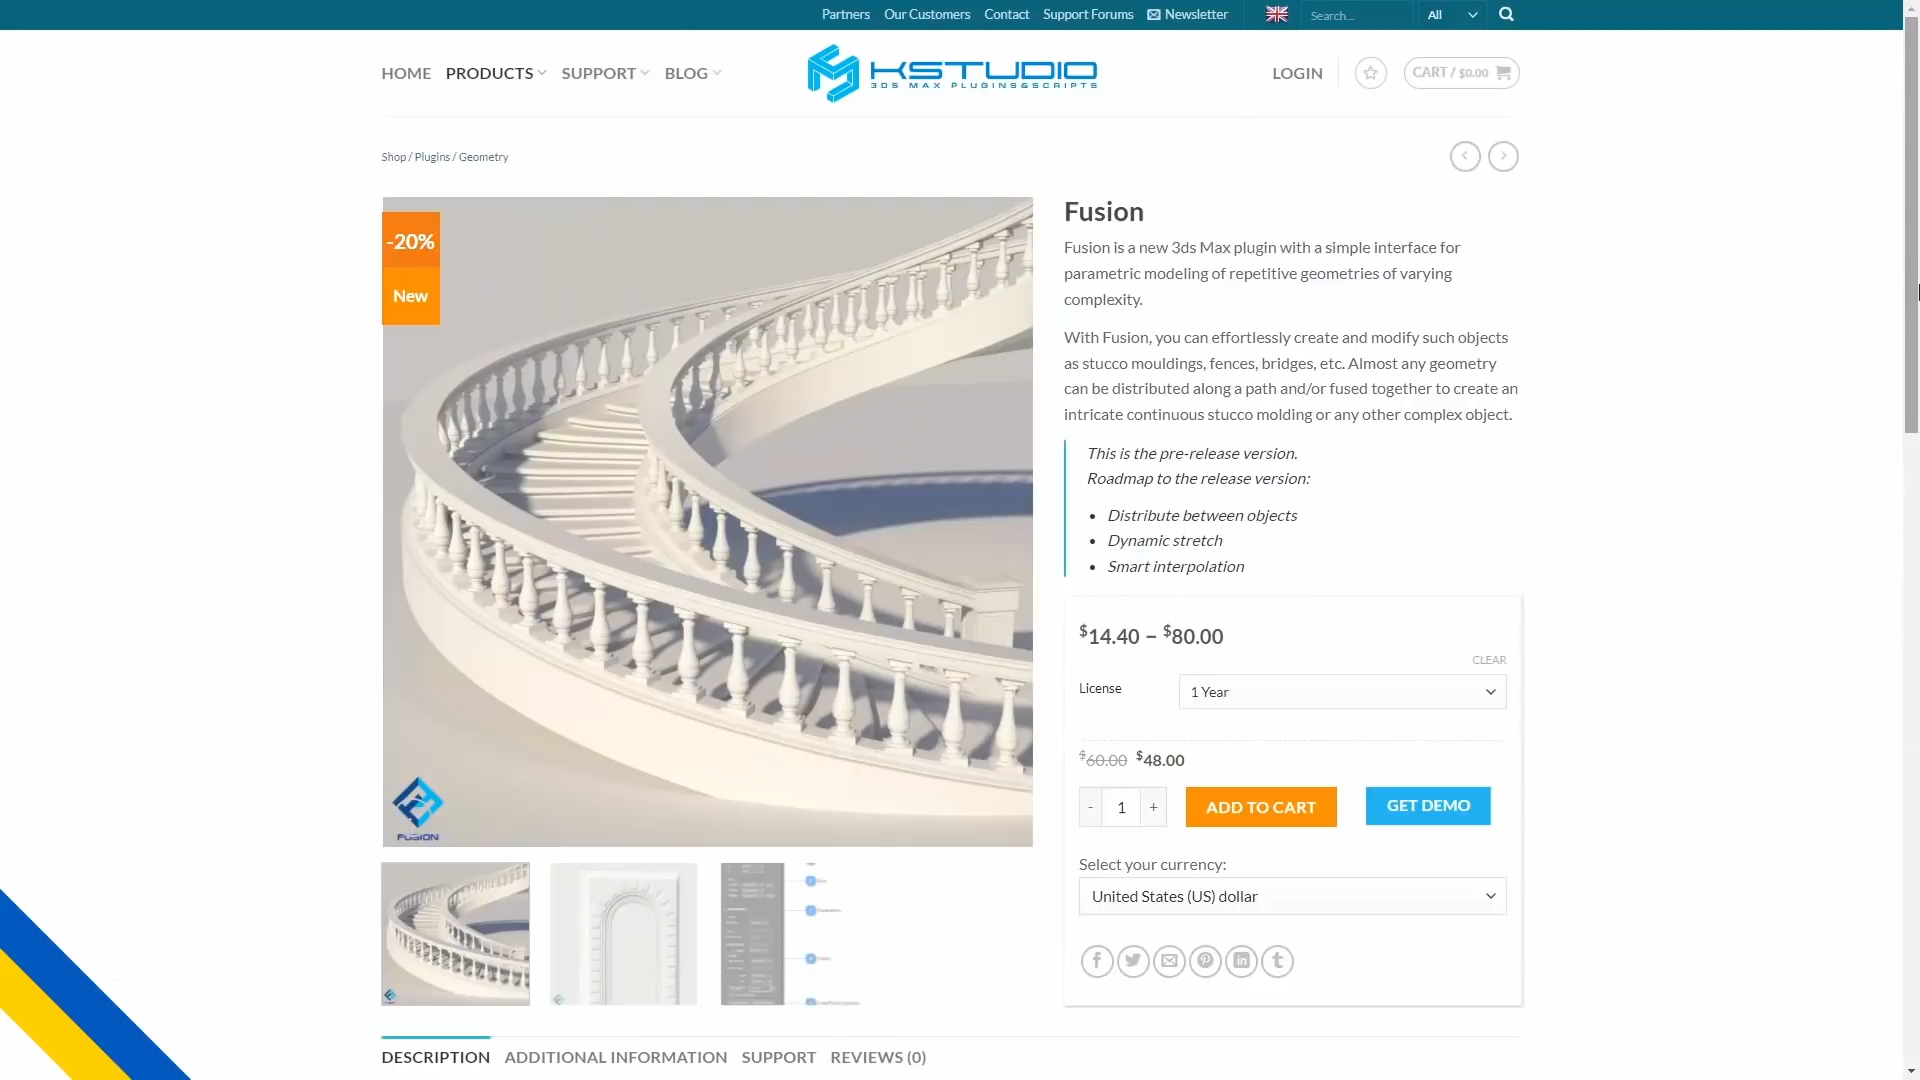 Partners Our Customers Contact Support Forums Newsletter Search... All
HOME PRODUCTS SUPPORT BLOG
KSTUDIO
3DS MAX PLUGINS&SCRIPTS
LOGIN CART / $0.00
Shop / Plugins / Geometry
-20%
New
FUSION
Fusion
Fusion is a new 3ds Max plugin with a simple interface for
parametric modeling of repetitive geometries of varying
complexity.
With Fusion, you can effortlessly create and modify such objects
as stucco mouldings, fences, bridges, etc. Almost any geometry
can be distributed along a path and/or fused together to create an
intricate continuous stucco molding or any other complex object.
This is the pre-release version.
Roadmap to the release version:
• Distribute between objects
• Dynamic stretch
• Smart interpolation
$14.40 – $80.00
CLEAR
License 1 Year
$60.00 $48.00
- 1 + ADD TO CART GET DEMO
Select your currency:
United States (US) dollar
DESCRIPTION ADDITIONAL INFORMATION SUPPORT REVIEWS (0)